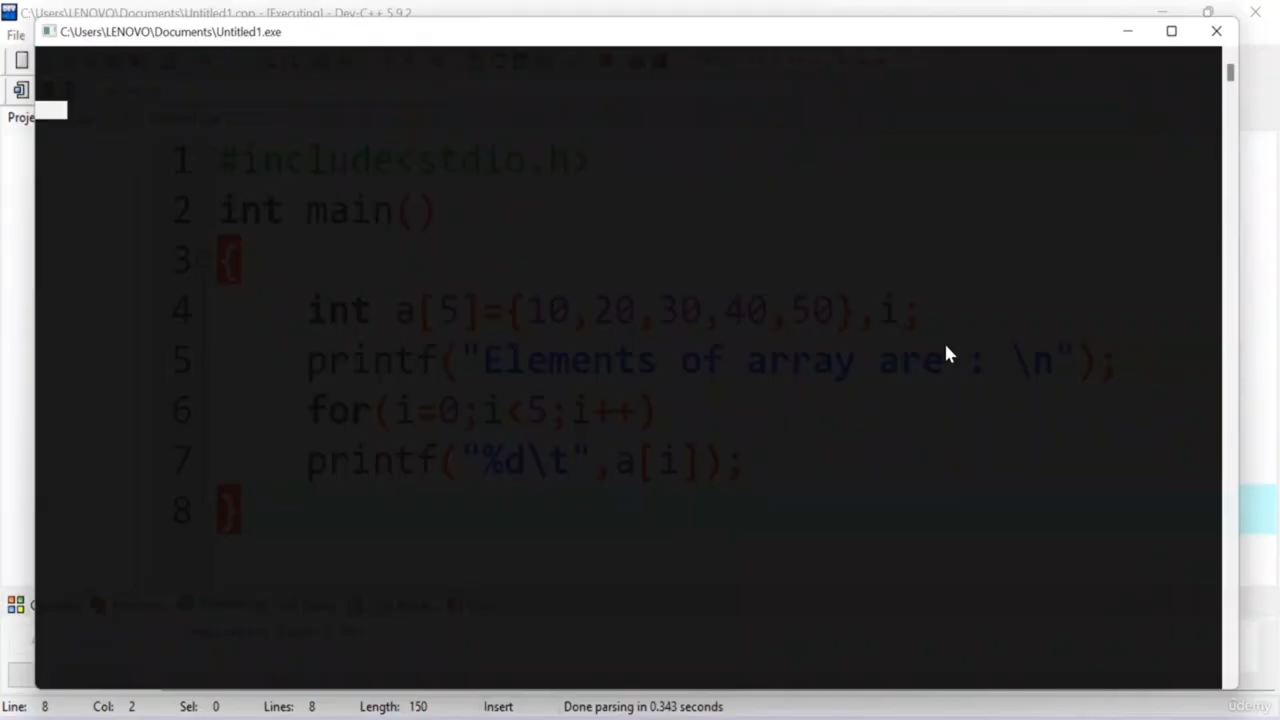 C:\Users\LENOVO\Documents\Untitled1.cpp - [Executing] - Dev-C++ 5.9.2
C:\Users\LENOVO\Documents\Untitled1.exe
File
Proje
1 #include<stdio.h>
2 int main()
3 {
4 int a[5]={10,20,30,40,50},i;
5 printf("Elements of array are : \n");
6 for(i=0;i<5;i++)
7 printf("%d\t",a[i]);
8 }
Line: 8 Col: 2 Sel: 0 Lines: 8 Length: 150 Insert Done parsing in 0.343 seconds
udemy